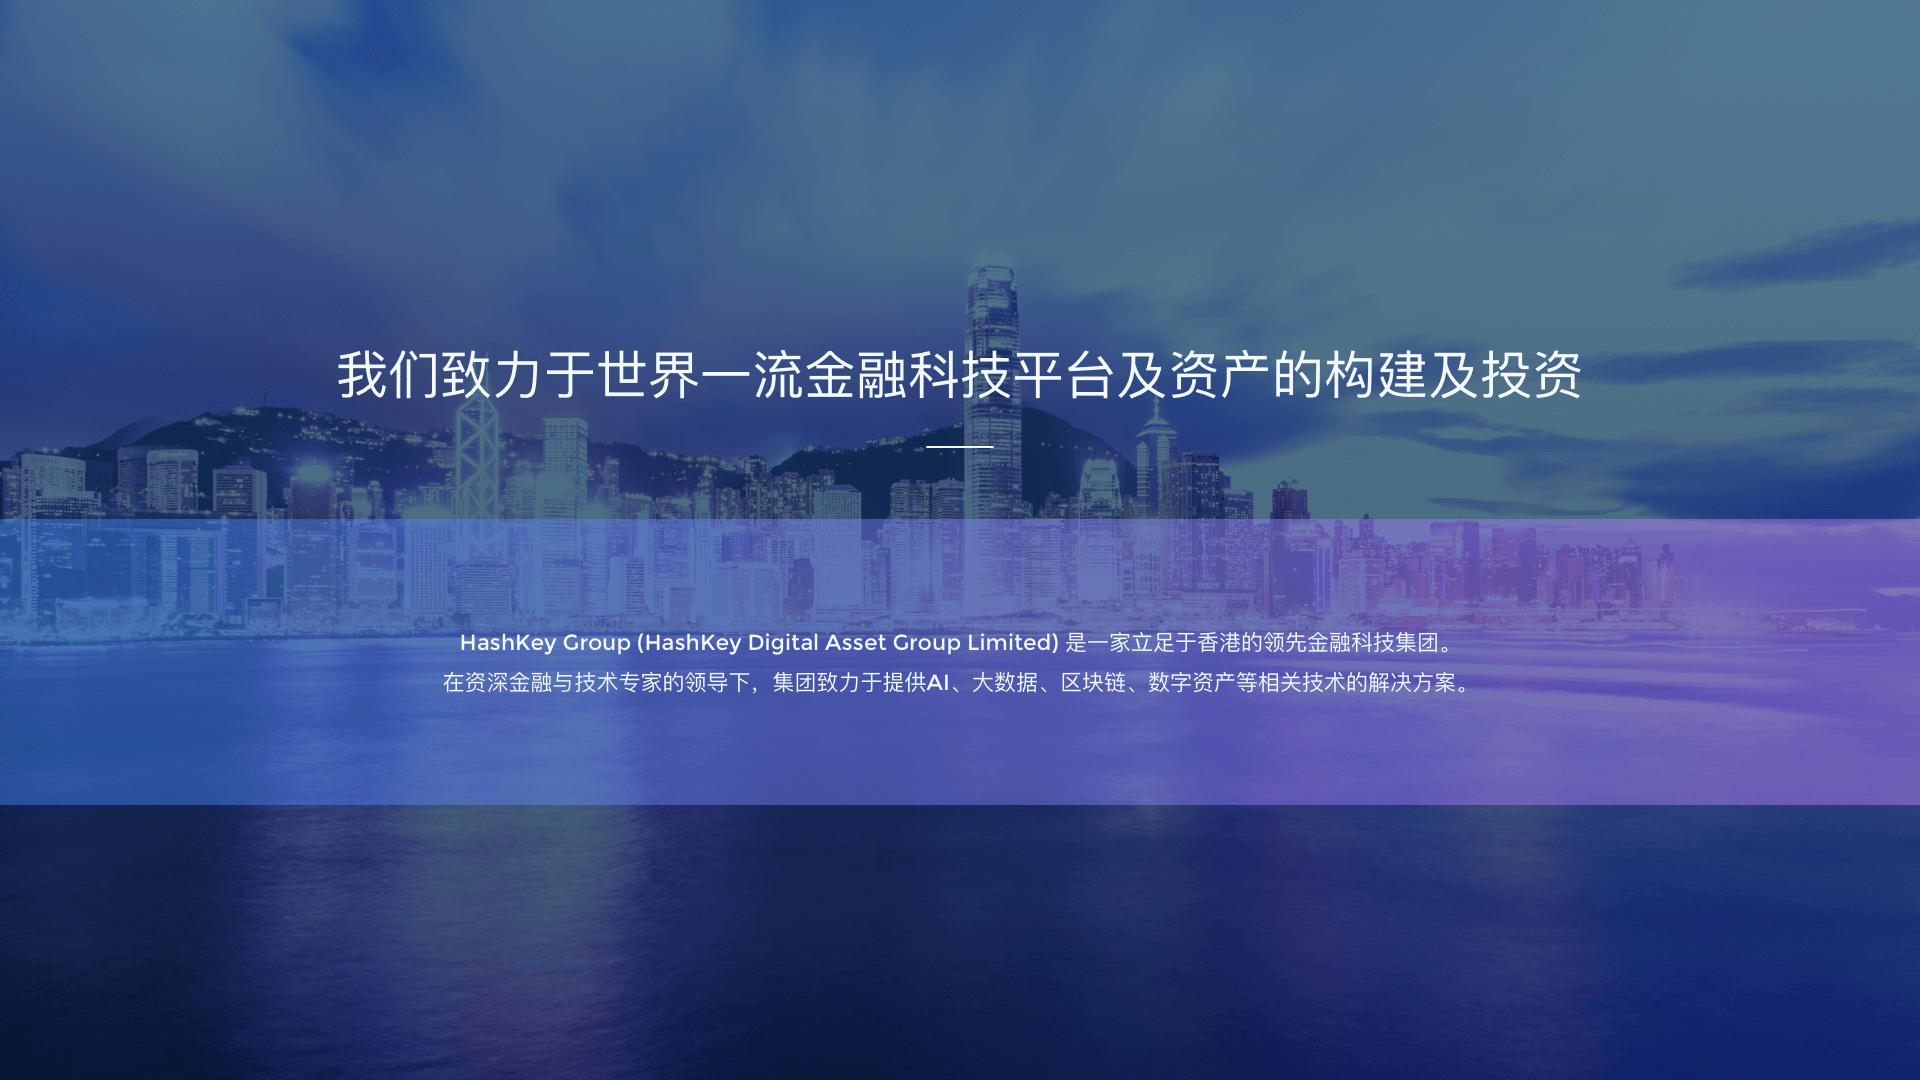 我们致力于世界一流金融科技平台及资产的构建及投资
HashKey Group (HashKey Digital Asset Group Limited) 是一家立足于香港的领先金融科技集团。
在资深金融与技术专家的领导下，集团致力于提供AI、大数据、区块链、数字资产等相关技术的解决方案。